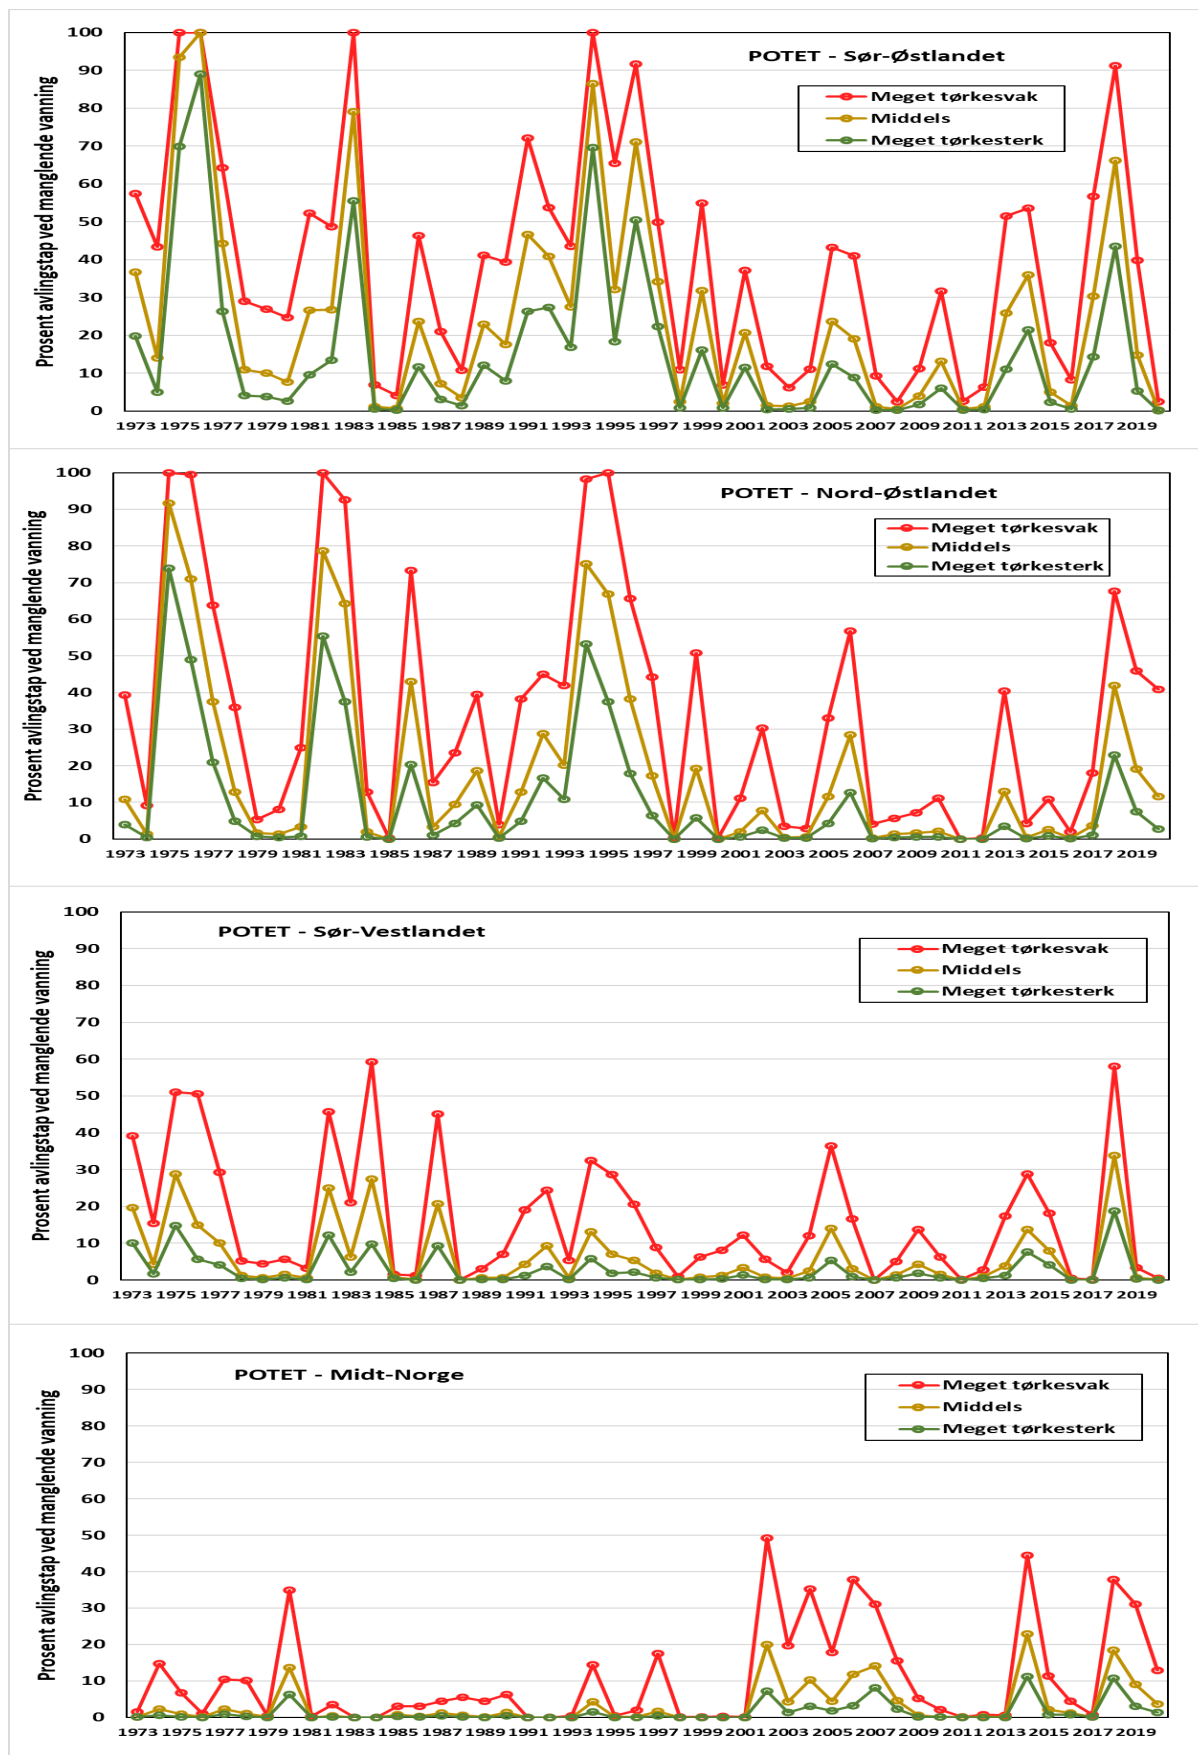 POTET - Sør-Østlandet
Prosent avlingstap ved manglende vanning
Meget tørkesvak
Middels
Meget tørkesterk
100
90
80
70
60
50
40
30
20
10
0
1973 1975 1977 1979 1981 1983 1985 1987 1989 1991 1993 1995 1997 1999 2001 2003 2005 2007 2009 2011 2013 2015 2017 2019
POTET - Nord-Østlandet
Prosent avlingstap ved manglende vanning
Meget tørkesvak
Middels
Meget tørkesterk
100
90
80
70
60
50
40
30
20
10
0
1973 1975 1977 1979 1981 1983 1985 1987 1989 1991 1993 1995 1997 1999 2001 2003 2005 2007 2009 2011 2013 2015 2017 2019
POTET - Sør-Vestlandet
Prosent avlingstap ved manglende vanning
Meget tørkesvak
Middels
Meget tørkesterk
100
90
80
70
60
50
40
30
20
10
0
1973 1975 1977 1979 1981 1983 1985 1987 1989 1991 1993 1995 1997 1999 2001 2003 2005 2007 2009 2011 2013 2015 2017 2019
POTET - Midt-Norge
Prosent avlingstap ved manglende vanning
Meget tørkesvak
Middels
Meget tørkesterk
100
90
80
70
60
50
40
30
20
10
0
1973 1975 1977 1979 1981 1983 1985 1987 1989 1991 1993 1995 1997 1999 2001 2003 2005 2007 2009 2011 2013 2015 2017 2019